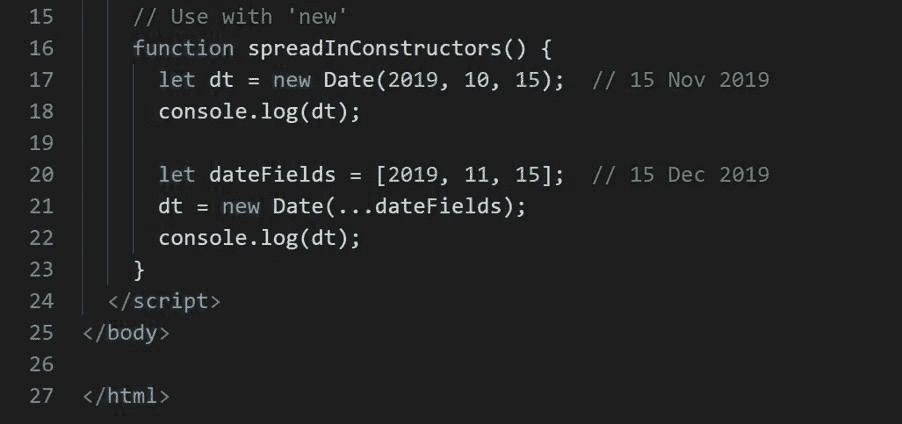 15 // Use with 'new'
16 function spreadInConstructors() {
17 let dt = new Date(2019, 10, 15); // 15 Nov 2019
18 console.log(dt);
19
20 let dateFields = [2019, 11, 15]; // 15 Dec 2019
21 dt = new Date(...dateFields);
22 console.log(dt);
23 }
24 </script>
25 </body>
26
27 </html>